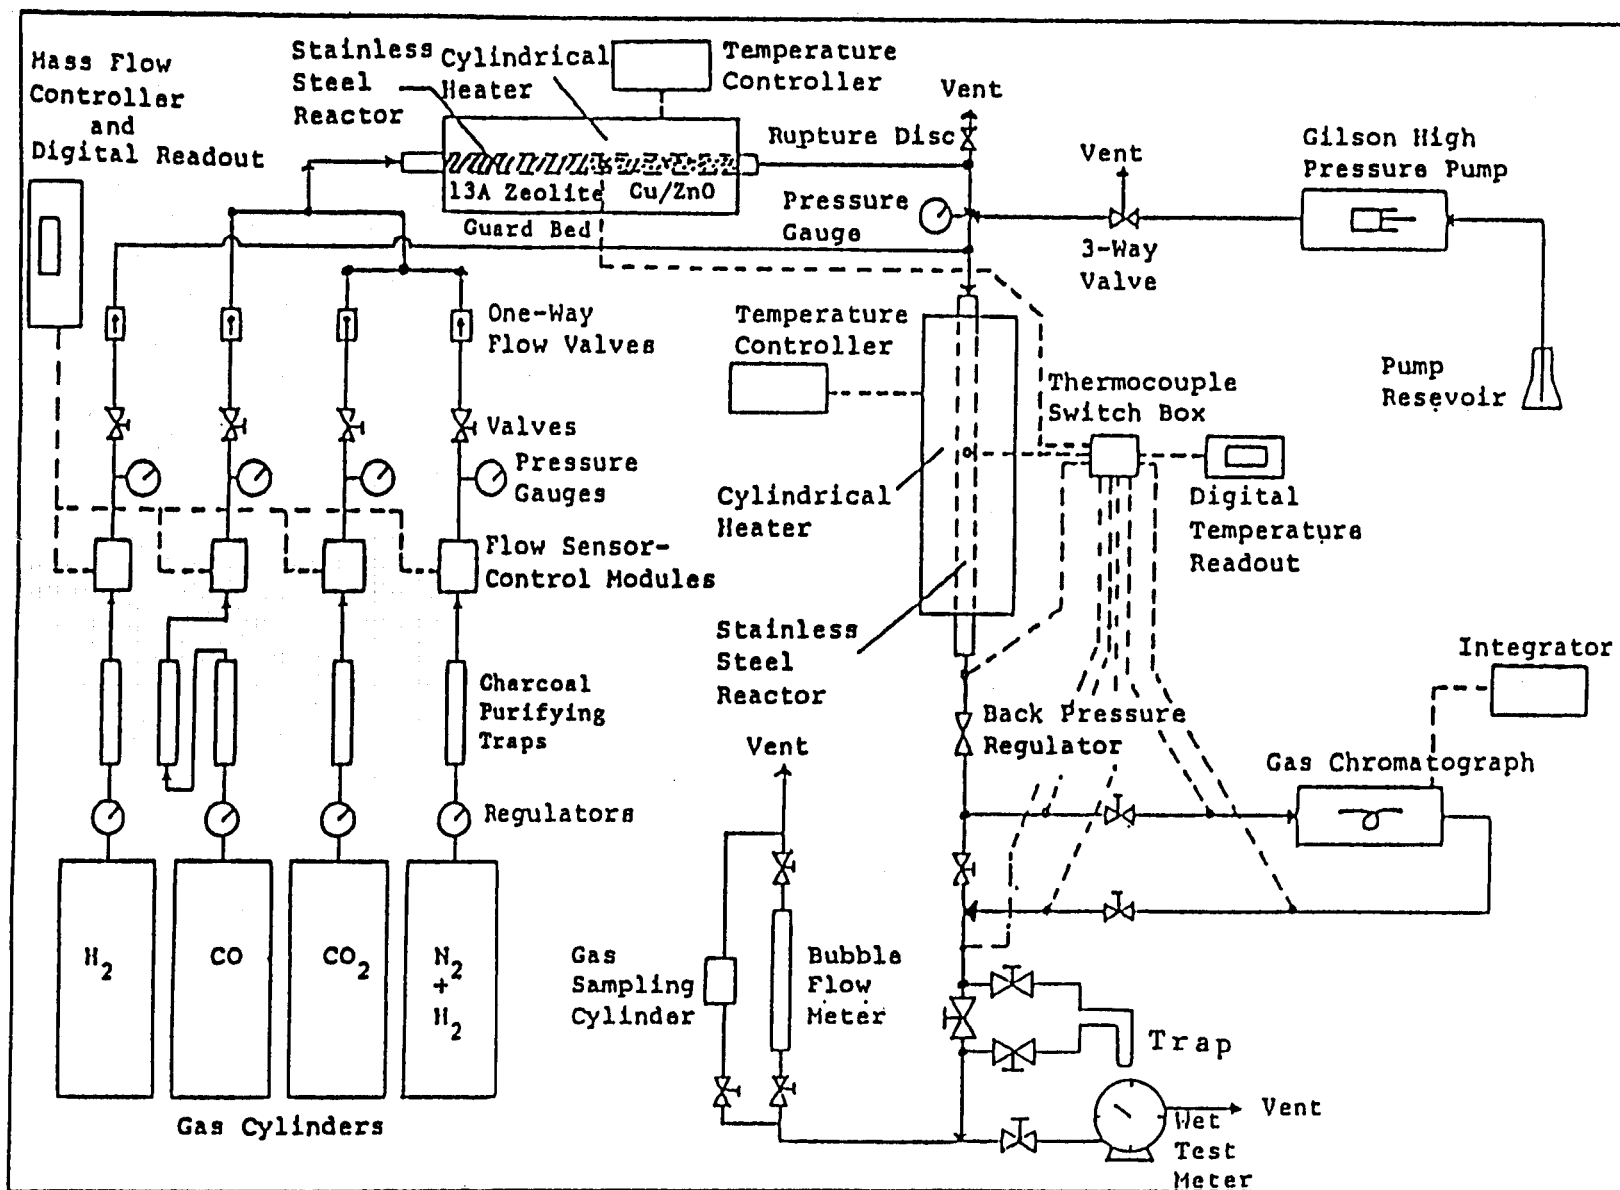 Mass Flow
Controller
and
Digital Readout
Stainless
Steel
Reactor
Cylindrical
Heater
Temperature
Controller
13A Zeolite
Cu/ZnO
Guard Bed
Vent
Rupture Disc
Pressure
Gauge
Vent
3-Way
Valve
Gilson High
Pressure Pump
Pump
Resevoir
One-Way
Flow Valves
Valves
Pressure
Gauges
Flow Sensor-
Control Modules
Charcoal
Purifying
Traps
Regulators
H2
CO
CO2
N2
+
H2
Gas Cylinders
Temperature
Controller
Cylindrical
Heater
Stainless
Steel
Reactor
Thermocouple
Switch Box
Digital
Temperature
Readout
Back Pressure
Regulator
Integrator
Gas Chromatograph
Vent
Gas
Sampling
Cylinder
Bubble
Flow
Meter
Trap
Vent
Wet
Test
Meter